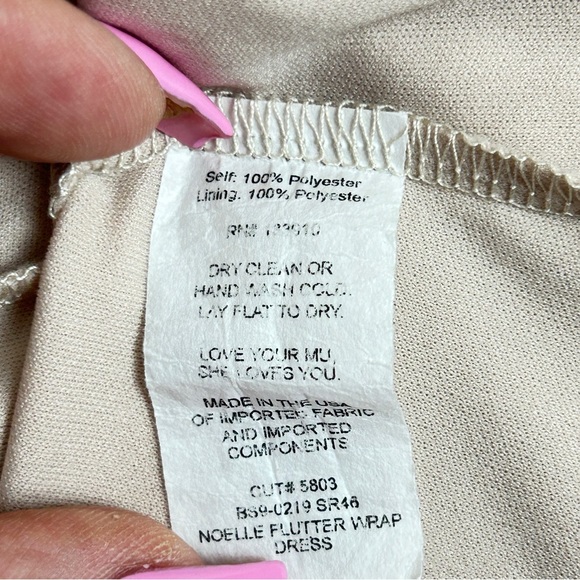 Self: 100% Polyester
Lining: 100% Polyester
RN#
DRY CLEAN OR
HAND WASH COLD.
LAY FLAT TO DRY.
LOVE YOUR MU,
SHE LOVES YOU.
MADE IN THE USA
OF IMPORTED FABRIC
AND IMPORTED
COMPONENTS
CUT# 5803
BS9-0219 SR46
NOELLE FLUTTER WRAP
DRESS